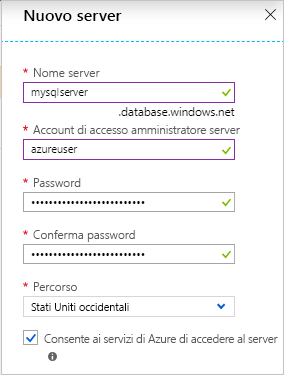 Nuovo server
* Nome server
mysqlserver
.database.windows.net
* Account di accesso amministratore server
azureuser
* Password
••••••••••••••••••••••••••
* Conferma password
••••••••••••••••••••••••••
* Percorso
Stati Uniti occidentali
Consente ai servizi di Azure di accedere al server